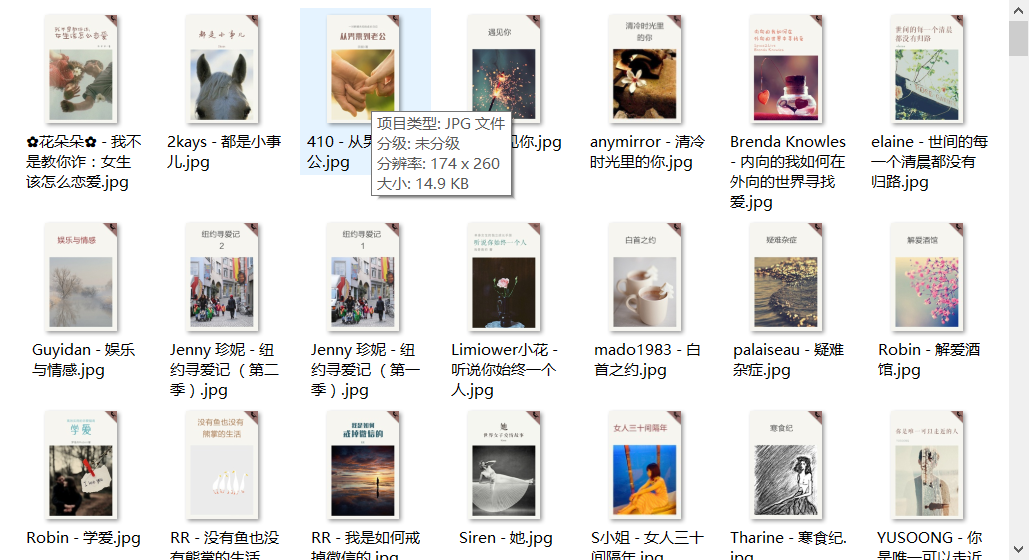 我不是教你诈:
女生该怎么恋爱
都是小事儿
从男票到老公
遇见你
清冷时光里
的你
世间的每一个清晨
都没有归路
✿花朵朵✿ - 我不
是教你诈：女生
该怎么恋爱.jpg
2kays - 都是小事
儿.jpg
410 - 从男
公.jpg
项目类型: JPG 文件
分级: 未分级
分辨率: 174 x 260
大小: 14.9 KB
见你.jpg
anymirror - 清冷
时光里的你.jpg
Brenda Knowles
- 内向的我如何在
外向的世界寻找
爱.jpg
elaine - 世间的每
一个清晨都没有
归路.jpg
娱乐与情感
纽约寻爱记
2
纽约寻爱记
1
听说你始终一个人
白首之约
疑难杂症
解爱酒馆
Guyidan - 娱乐
与情感.jpg
Jenny 珍妮 - 纽
约寻爱记（第二
季）.jpg
Jenny 珍妮 - 纽
约寻爱记（第一
季）.jpg
Limiower小花 -
听说你始终一个
人.jpg
mado1983 - 白
首之约.jpg
palaiseau - 疑难
杂症.jpg
Robin - 解爱酒
馆.jpg
学爱
没有鱼也没有
熊掌的生活
我是如何
戒掉微信的
她
世界女子爱情故事
女人三十间隔年
寒食纪
你是唯一可以走近的人
Robin - 学爱.jpg
RR - 没有鱼也没
有熊掌的生活
RR - 我是如何戒
掉微信的.jpg
Siren - 她.jpg
S小姐 - 女人三十
间隔年.jpg
Tharine - 寒食纪.
jpg
YUSOONG - 你
是唯一可以走近